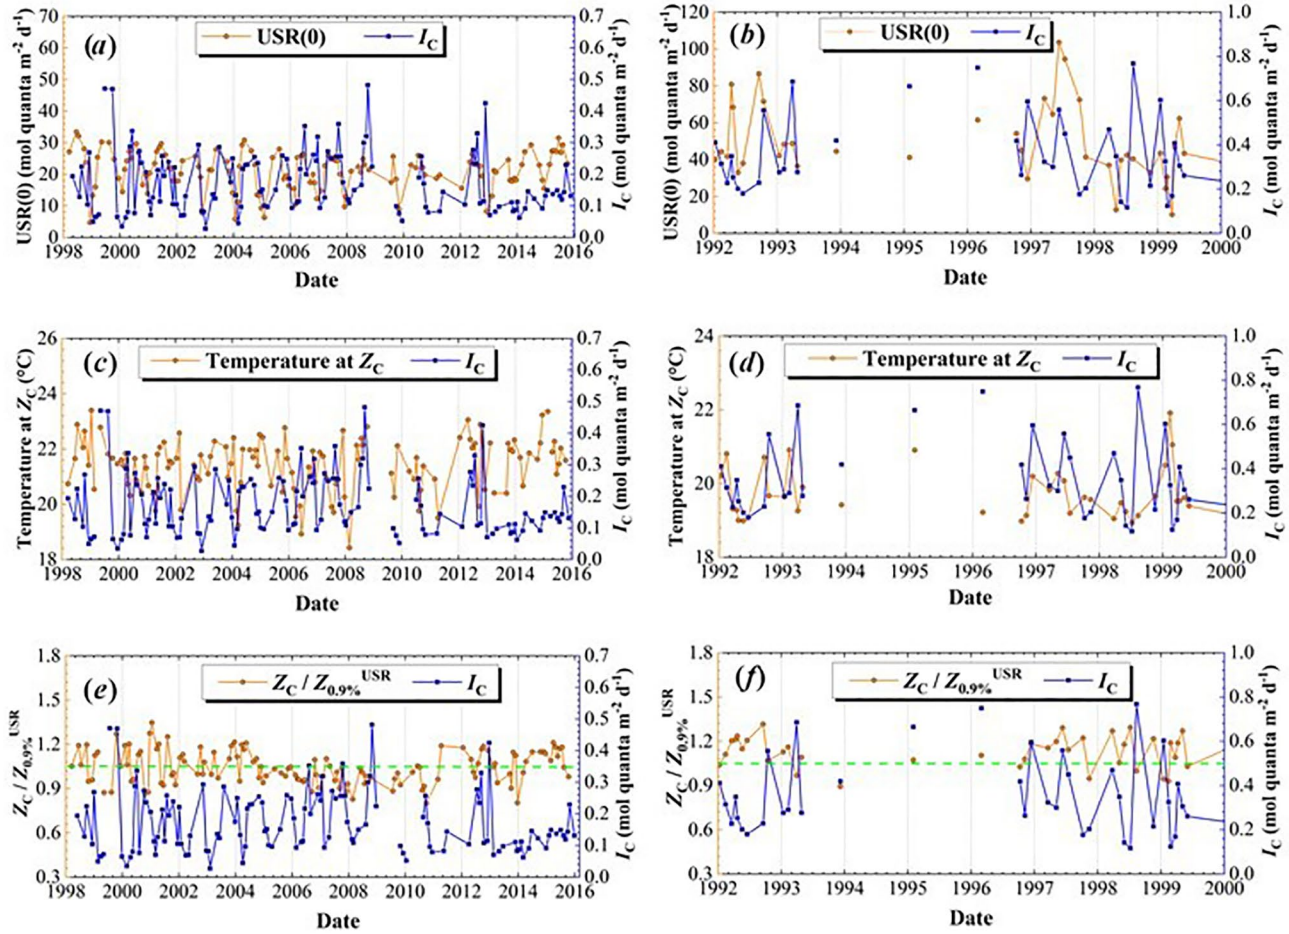 (a) USR(0) I_C
USR(0) (mol quanta m⁻² d⁻¹)
70 60 50 40 30 20 10 0
0.7 0.6 0.5 0.4 0.3 0.2 0.1 0.0
I_C (mol quanta m⁻² d⁻¹)
1998 2000 2002 2004 2006 2008 2010 2012 2014 2016
Date
(b) USR(0) I_C
USR(0) (mol quanta m⁻² d⁻¹)
120 100 80 60 40 20 0
1.0 0.8 0.6 0.4 0.2 0.0
I_C (mol quanta m⁻² d⁻¹)
1992 1993 1994 1995 1996 1997 1998 1999 2000
Date
(c) Temperature at Z_C I_C
Temperature at Z_C (°C)
26 24 22 20 18
0.7 0.6 0.5 0.4 0.3 0.2 0.1 0.0
I_C (mol quanta m⁻² d⁻¹)
1998 2000 2002 2004 2006 2008 2010 2012 2014 2016
Date
(d) Temperature at Z_C I_C
Temperature at Z_C (°C)
24 22 20 18
1.0 0.8 0.6 0.4 0.2 0.0
I_C (mol quanta m⁻² d⁻¹)
1992 1993 1994 1995 1996 1997 1998 1999 2000
Date
(e) Z_C / Z_0.9%^USR I_C
Z_C / Z_0.9%^USR
1.8 1.5 1.2 0.9 0.6 0.3
0.7 0.6 0.5 0.4 0.3 0.2 0.1 0.0
I_C (mol quanta m⁻² d⁻¹)
1998 2000 2002 2004 2006 2008 2010 2012 2014 2016
Date
(f) Z_C / Z_0.9%^USR I_C
Z_C / Z_0.9%^USR
1.8 1.5 1.2 0.9 0.6 0.3
1.0 0.8 0.6 0.4 0.2 0.0
I_C (mol quanta m⁻² d⁻¹)
1992 1993 1994 1995 1996 1997 1998 1999 2000
Date